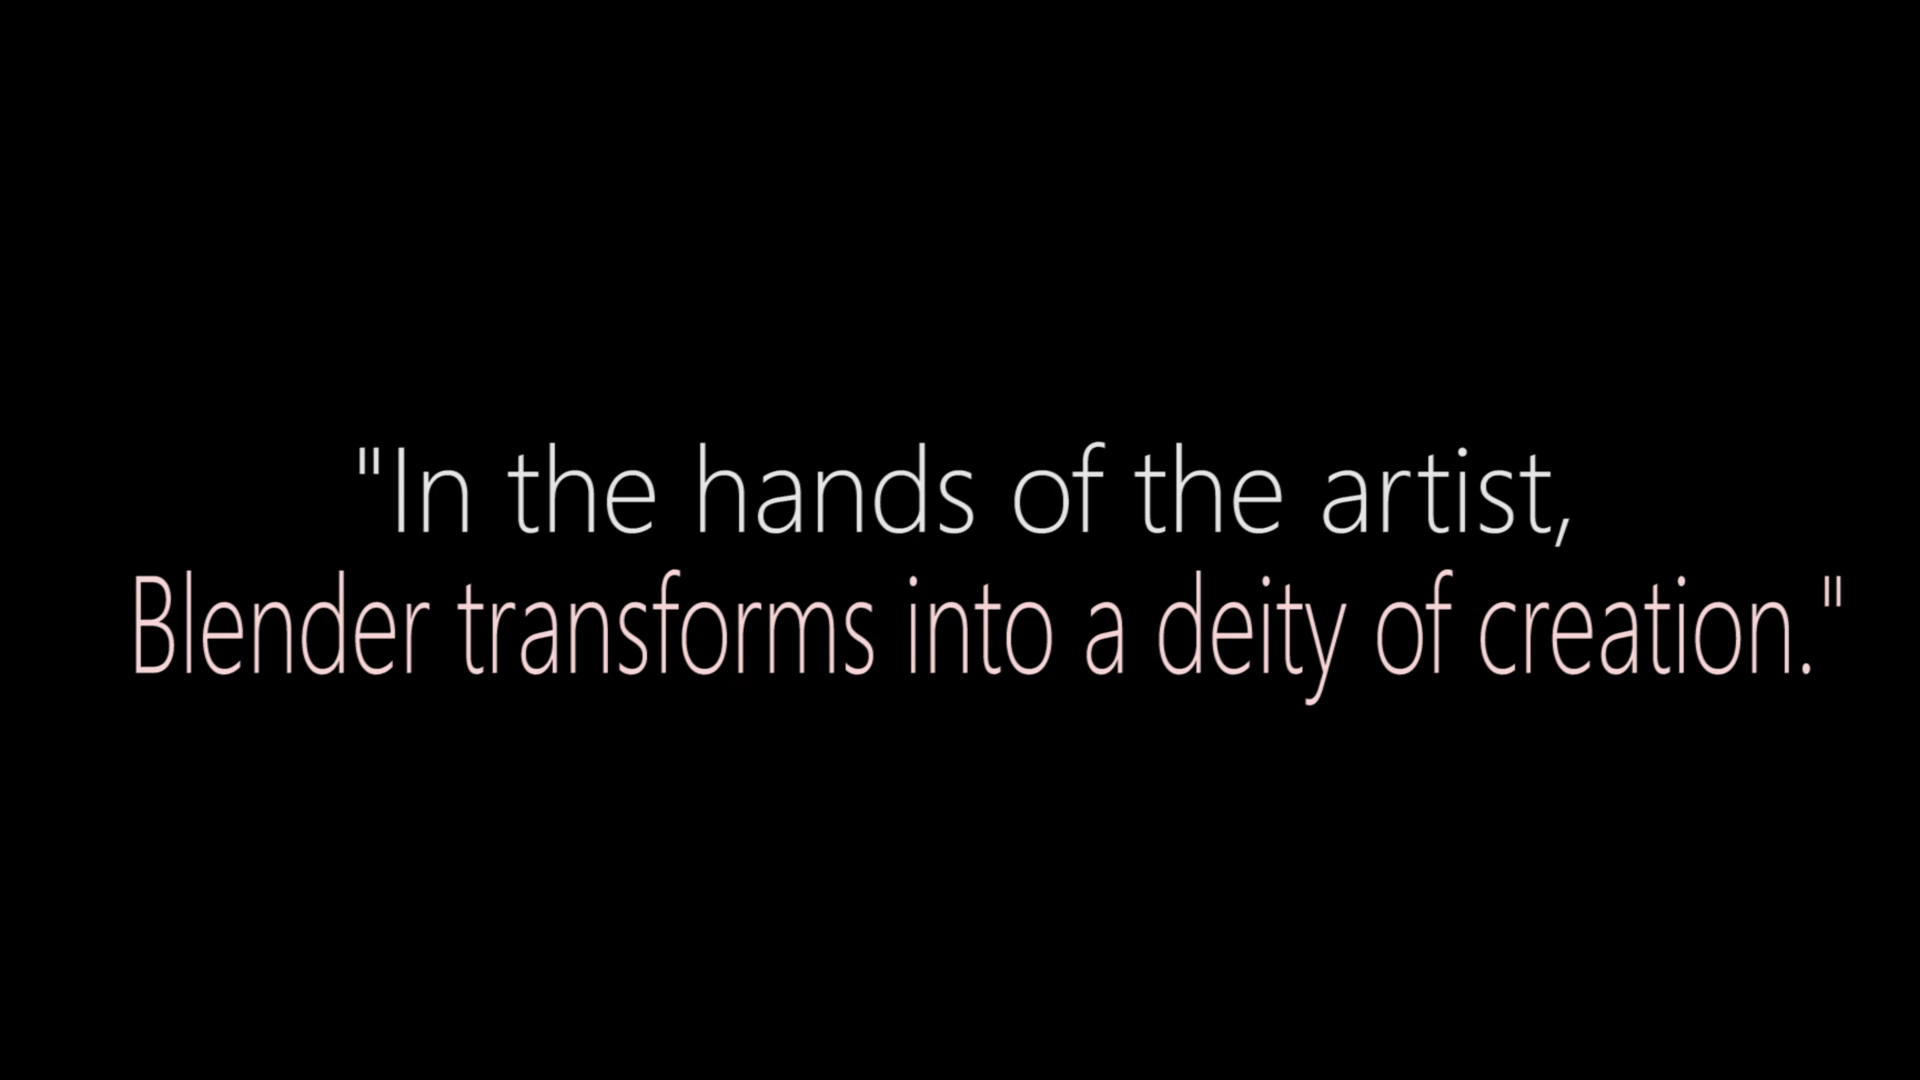 "In the hands of the artist,
Blender transforms into a deity of creation."